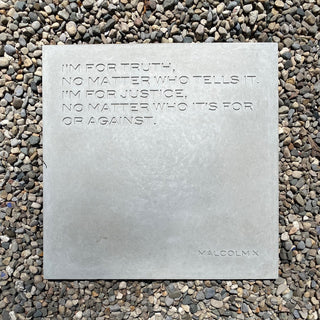 I'M FOR TRUTH,
NO MATTER WHO TELLS IT.
I'M FOR JUSTICE,
NO MATTER WHO IT'S FOR
OR AGAINST.
MALCOLM X